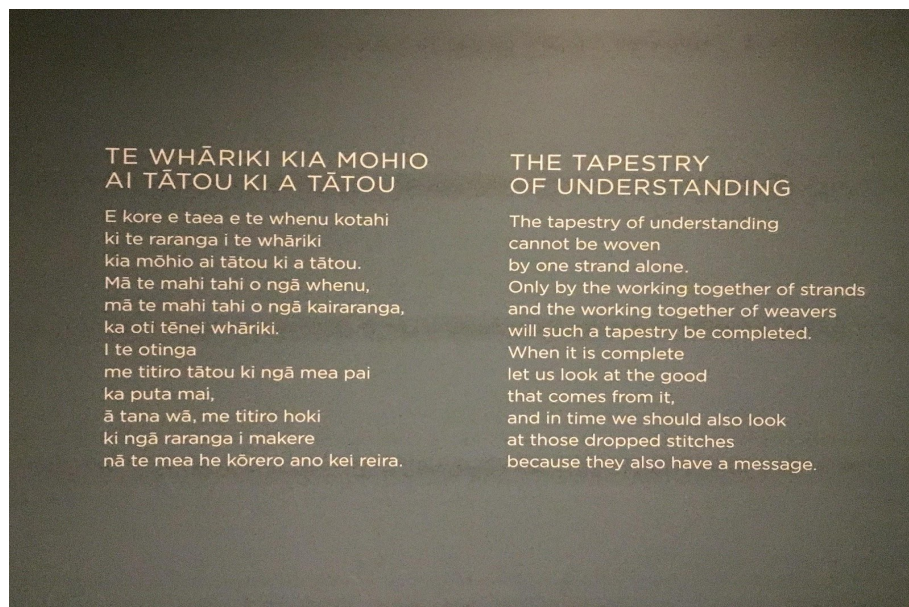 TE WHĀRIKI KIA MOHIO
AI TĀTOU KI A TĀTOU
E kore e taea e te whenu kotahi
ki te raranga i te whāriki
kia mōhio ai tātou ki a tātou.
Mā te mahi tahi o ngā whenu,
mā te mahi tahi o ngā kairaranga,
ka oti tēnei whāriki.
I te otinga
me titiro tātou ki ngā mea pai
ka puta mai,
ā tana wā, me titiro hoki
ki ngā raranga i makere
nā te mea he kōrero ano kei reira.
THE TAPESTRY
OF UNDERSTANDING
The tapestry of understanding
cannot be woven
by one strand alone.
Only by the working together of strands
and the working together of weavers
will such a tapestry be completed.
When it is complete
let us look at the good
that comes from it,
and in time we should also look
at those dropped stitches
because they also have a message.